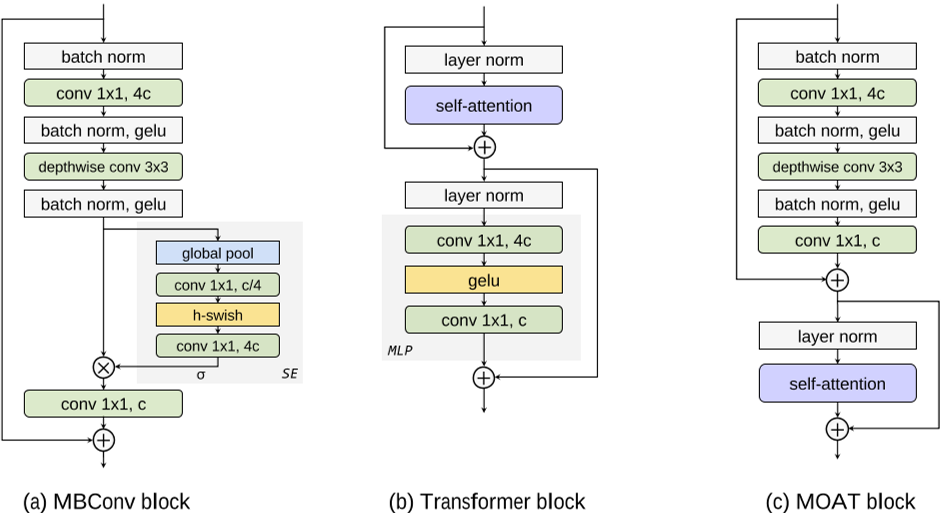 batch norm
conv 1x1, 4c
batch norm, gelu
depthwise conv 3x3
batch norm, gelu
global pool
conv 1x1, c/4
h-swish
conv 1x1, 4c
σ
SE
conv 1x1, c
(a) MBConv block
layer norm
self-attention
layer norm
conv 1x1, 4c
gelu
conv 1x1, c
MLP
(b) Transformer block
batch norm
conv 1x1, 4c
batch norm, gelu
depthwise conv 3x3
batch norm, gelu
conv 1x1, c
layer norm
self-attention
(c) MOAT block